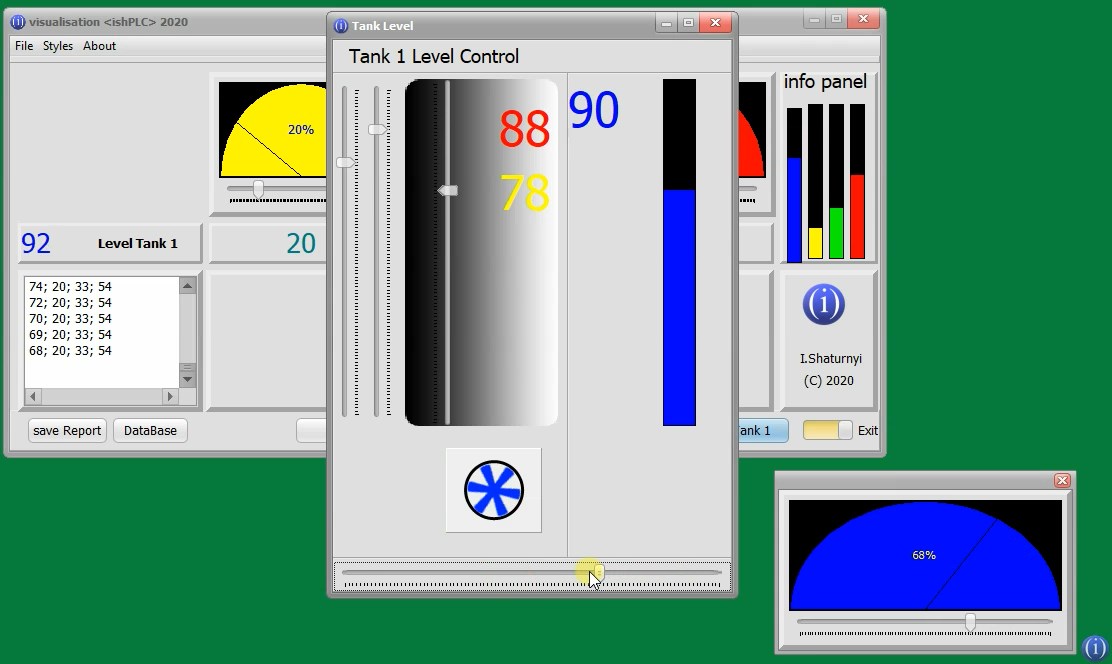 visualisation <ishPLC> 2020
File Styles About
20%
92
Level Tank 1
20
74; 20; 33; 54
72; 20; 33; 54
70; 20; 33; 54
69; 20; 33; 54
68; 20; 33; 54
save Report
DataBase
Tank Level
Tank 1 Level Control
88
78
90
info panel
(i)
I.Shaturnyi
(C) 2020
ank 1
Exit
68%
(i)